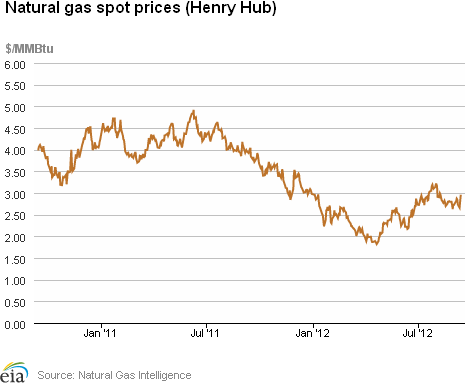 Natural gas spot prices (Henry Hub)
$/MMBtu
6.00
5.50
5.00
4.50
4.00
3.50
3.00
2.50
2.00
1.50
1.00
0.50
0.00
Jan '11
Jul '11
Jan '12
Jul '12
eia
Source: Natural Gas Intelligence